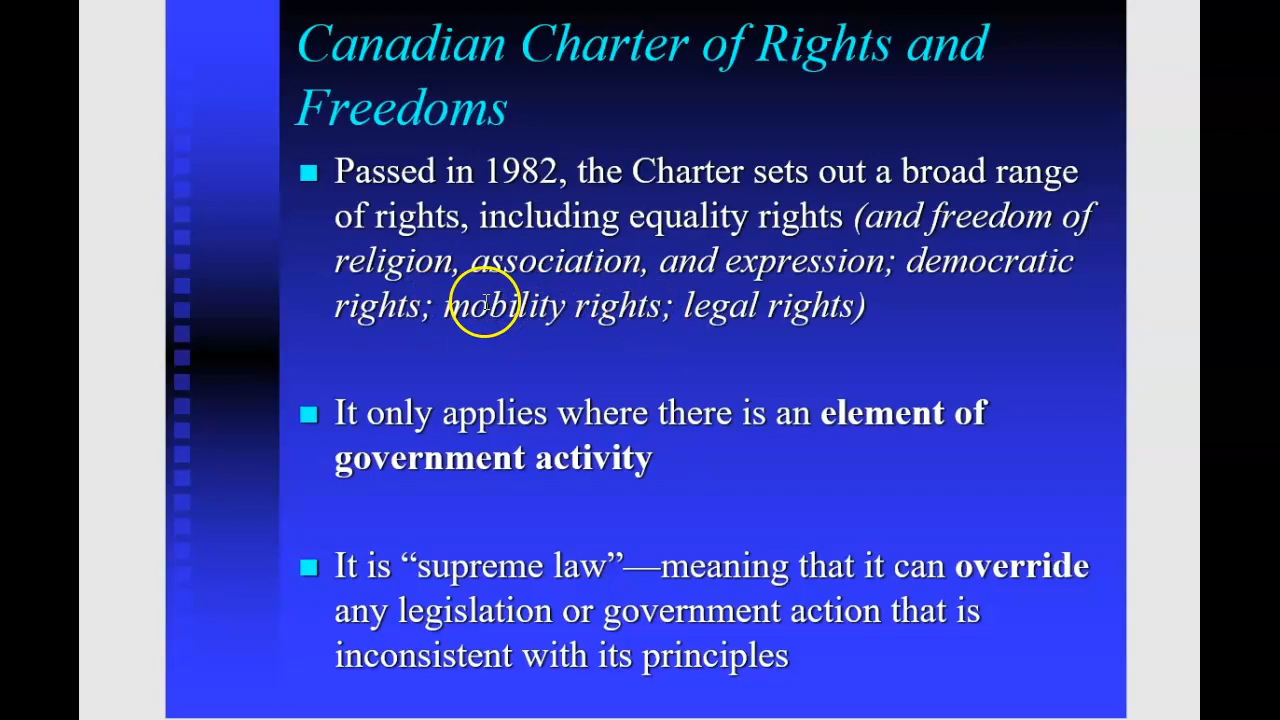 Canadian Charter of Rights and
Freedoms
Passed in 1982, the Charter sets out a broad range
of rights, including equality rights (and freedom of
religion, association, and expression; democratic
rights; mobility rights; legal rights)
It only applies where there is an element of
government activity
It is “supreme law”—meaning that it can override
any legislation or government action that is
inconsistent with its principles